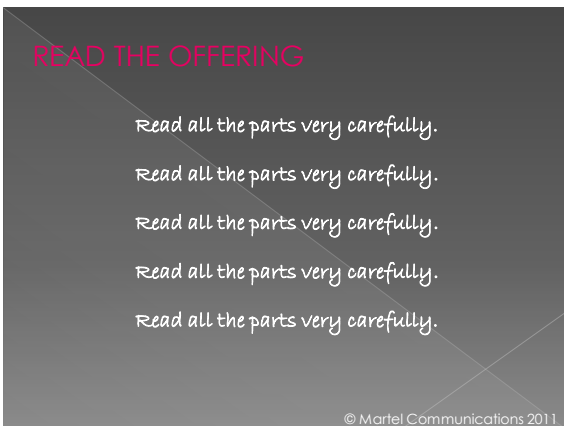 READ THE OFFERING
Read all the parts very carefully.
Read all the parts very carefully.
Read all the parts very carefully.
Read all the parts very carefully.
Read all the parts very carefully.
© Martel Communications 2011